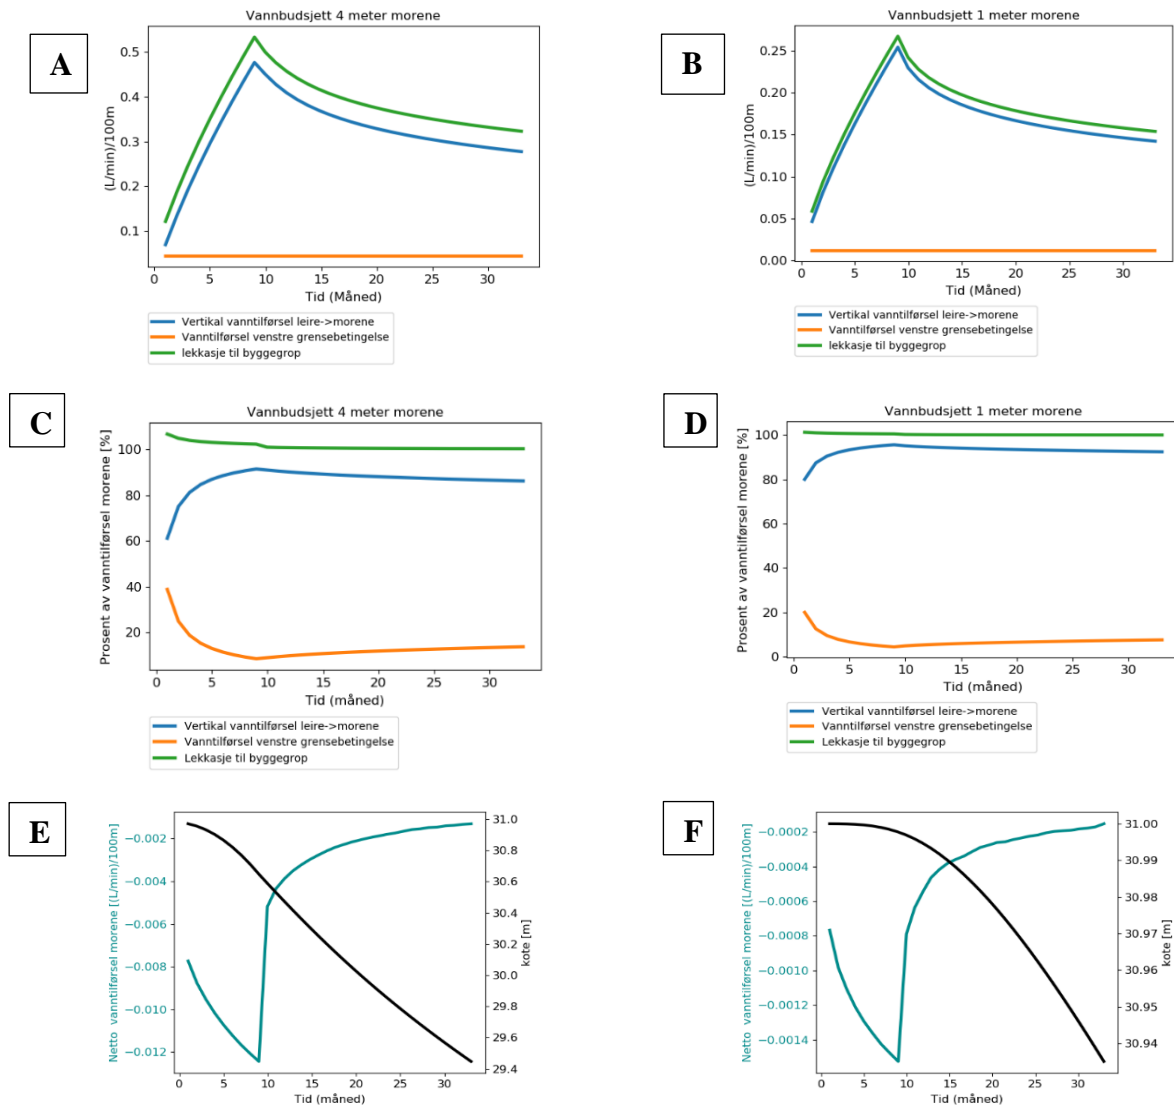 A
Vannbudsjett 4 meter morene
0.5
0.4
0.3
0.2
0.1
(L/min)/100m
0 5 10 15 20 25 30
Tid (Måned)
Vertikal vanntilførsel leire->morene
Vanntilførsel venstre grensebetingelse
lekkasje til byggegrop
B
Vannbudsjett 1 meter morene
0.25
0.20
0.15
0.10
0.05
0.00
(L/min)/100m
0 5 10 15 20 25 30
Tid (Måned)
Vertikal vanntilførsel leire->morene
Vanntilførsel venstre grensebetingelse
lekkasje til byggegrop
C
Vannbudsjett 4 meter morene
100
80
60
40
20
Prosent av vanntilførsel morene [%]
0 5 10 15 20 25 30
Tid (måned)
Vertikal vanntilførsel leire->morene
Vanntilførsel venstre grensebetingelse
Lekkasje til byggegrop
D
Vannbudsjett 1 meter morene
100
80
60
40
20
0
Prosent av vanntilførsel morene [%]
0 5 10 15 20 25 30
Tid (måned)
Vertikal vanntilførsel leire->morene
Vanntilførsel venstre grensebetingelse
Lekkasje til byggegrop
E
−0.002
−0.004
−0.006
−0.008
−0.010
−0.012
Netto vanntilførsel morene [(L/min)/100m]
31.0
30.8
30.6
30.4
30.2
30.0
29.8
29.6
29.4
kote [m]
0 5 10 15 20 25 30
Tid (Måned)
F
−0.0002
−0.0004
−0.0006
−0.0008
−0.0010
−0.0012
−0.0014
Netto vanntilførsel morene [(L/min)/100m]
31.00
30.99
30.98
30.97
30.96
30.95
30.94
kote [m]
0 5 10 15 20 25 30
Tid (Måned)